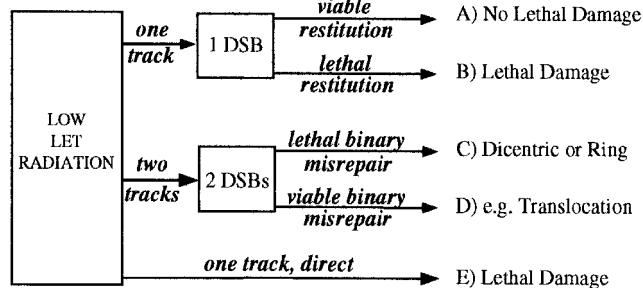 LOW
LET
RADIATION
one
track
1 DSB
viable
restitution
A) No Lethal Damage
lethal
restitution
B) Lethal Damage
two
tracks
2 DSBs
lethal binary
misrepair
C) Dicentric or Ring
viable binary
misrepair
D) e.g. Translocation
one track, direct
E) Lethal Damage